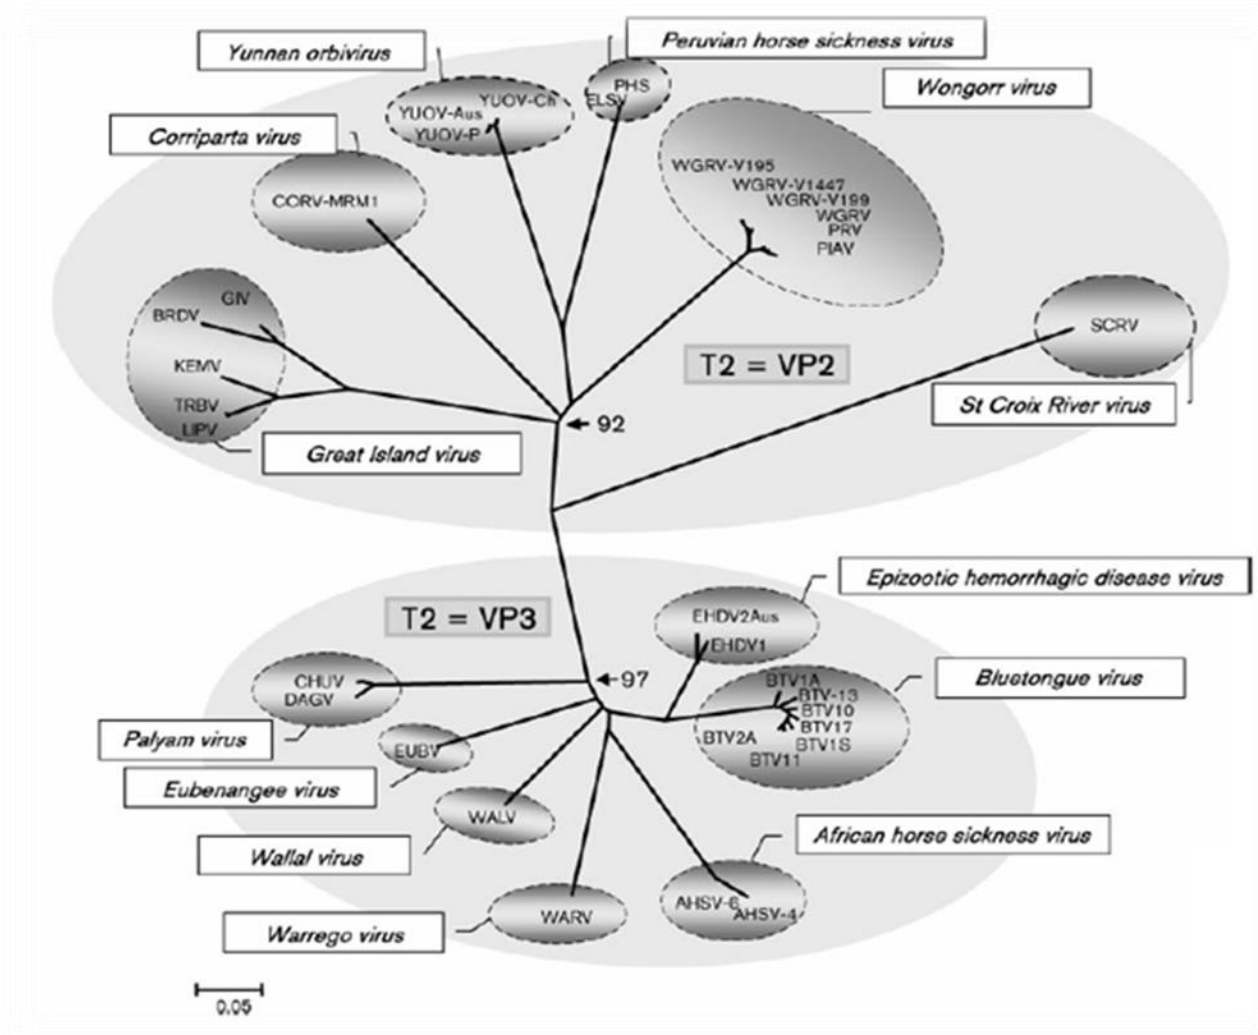 Yunnan orbivirus
Peruvian horse sickness virus
Wongorr virus
Corriparta virus
YUOV-Ch
YUOV-Aus
YUOV-P
PHS
ELSV
CORV-MRM1
WGRV-V195
WGRV-V1447
WGRV-V199
WGRV
PRV
PIAV
GIV
BRDV
KEMV
TRBV
LIPV
SCRV
T2 = VP2
St Croix River virus
92
Great Island virus
Epizootic hemorrhagic disease virus
T2 = VP3
EHDV2Aus
EHDV1
97
Bluetongue virus
CHUV
DAGV
BTV1A
BTV-13
BTV10
BTV17
BTV1S
BTV2A
BTV11
Palyam virus
EUBV
Eubenangee virus
WALV
Wallal virus
African horse sickness virus
AHSV-6
AHSV-4
WARV
Warrego virus
0.05